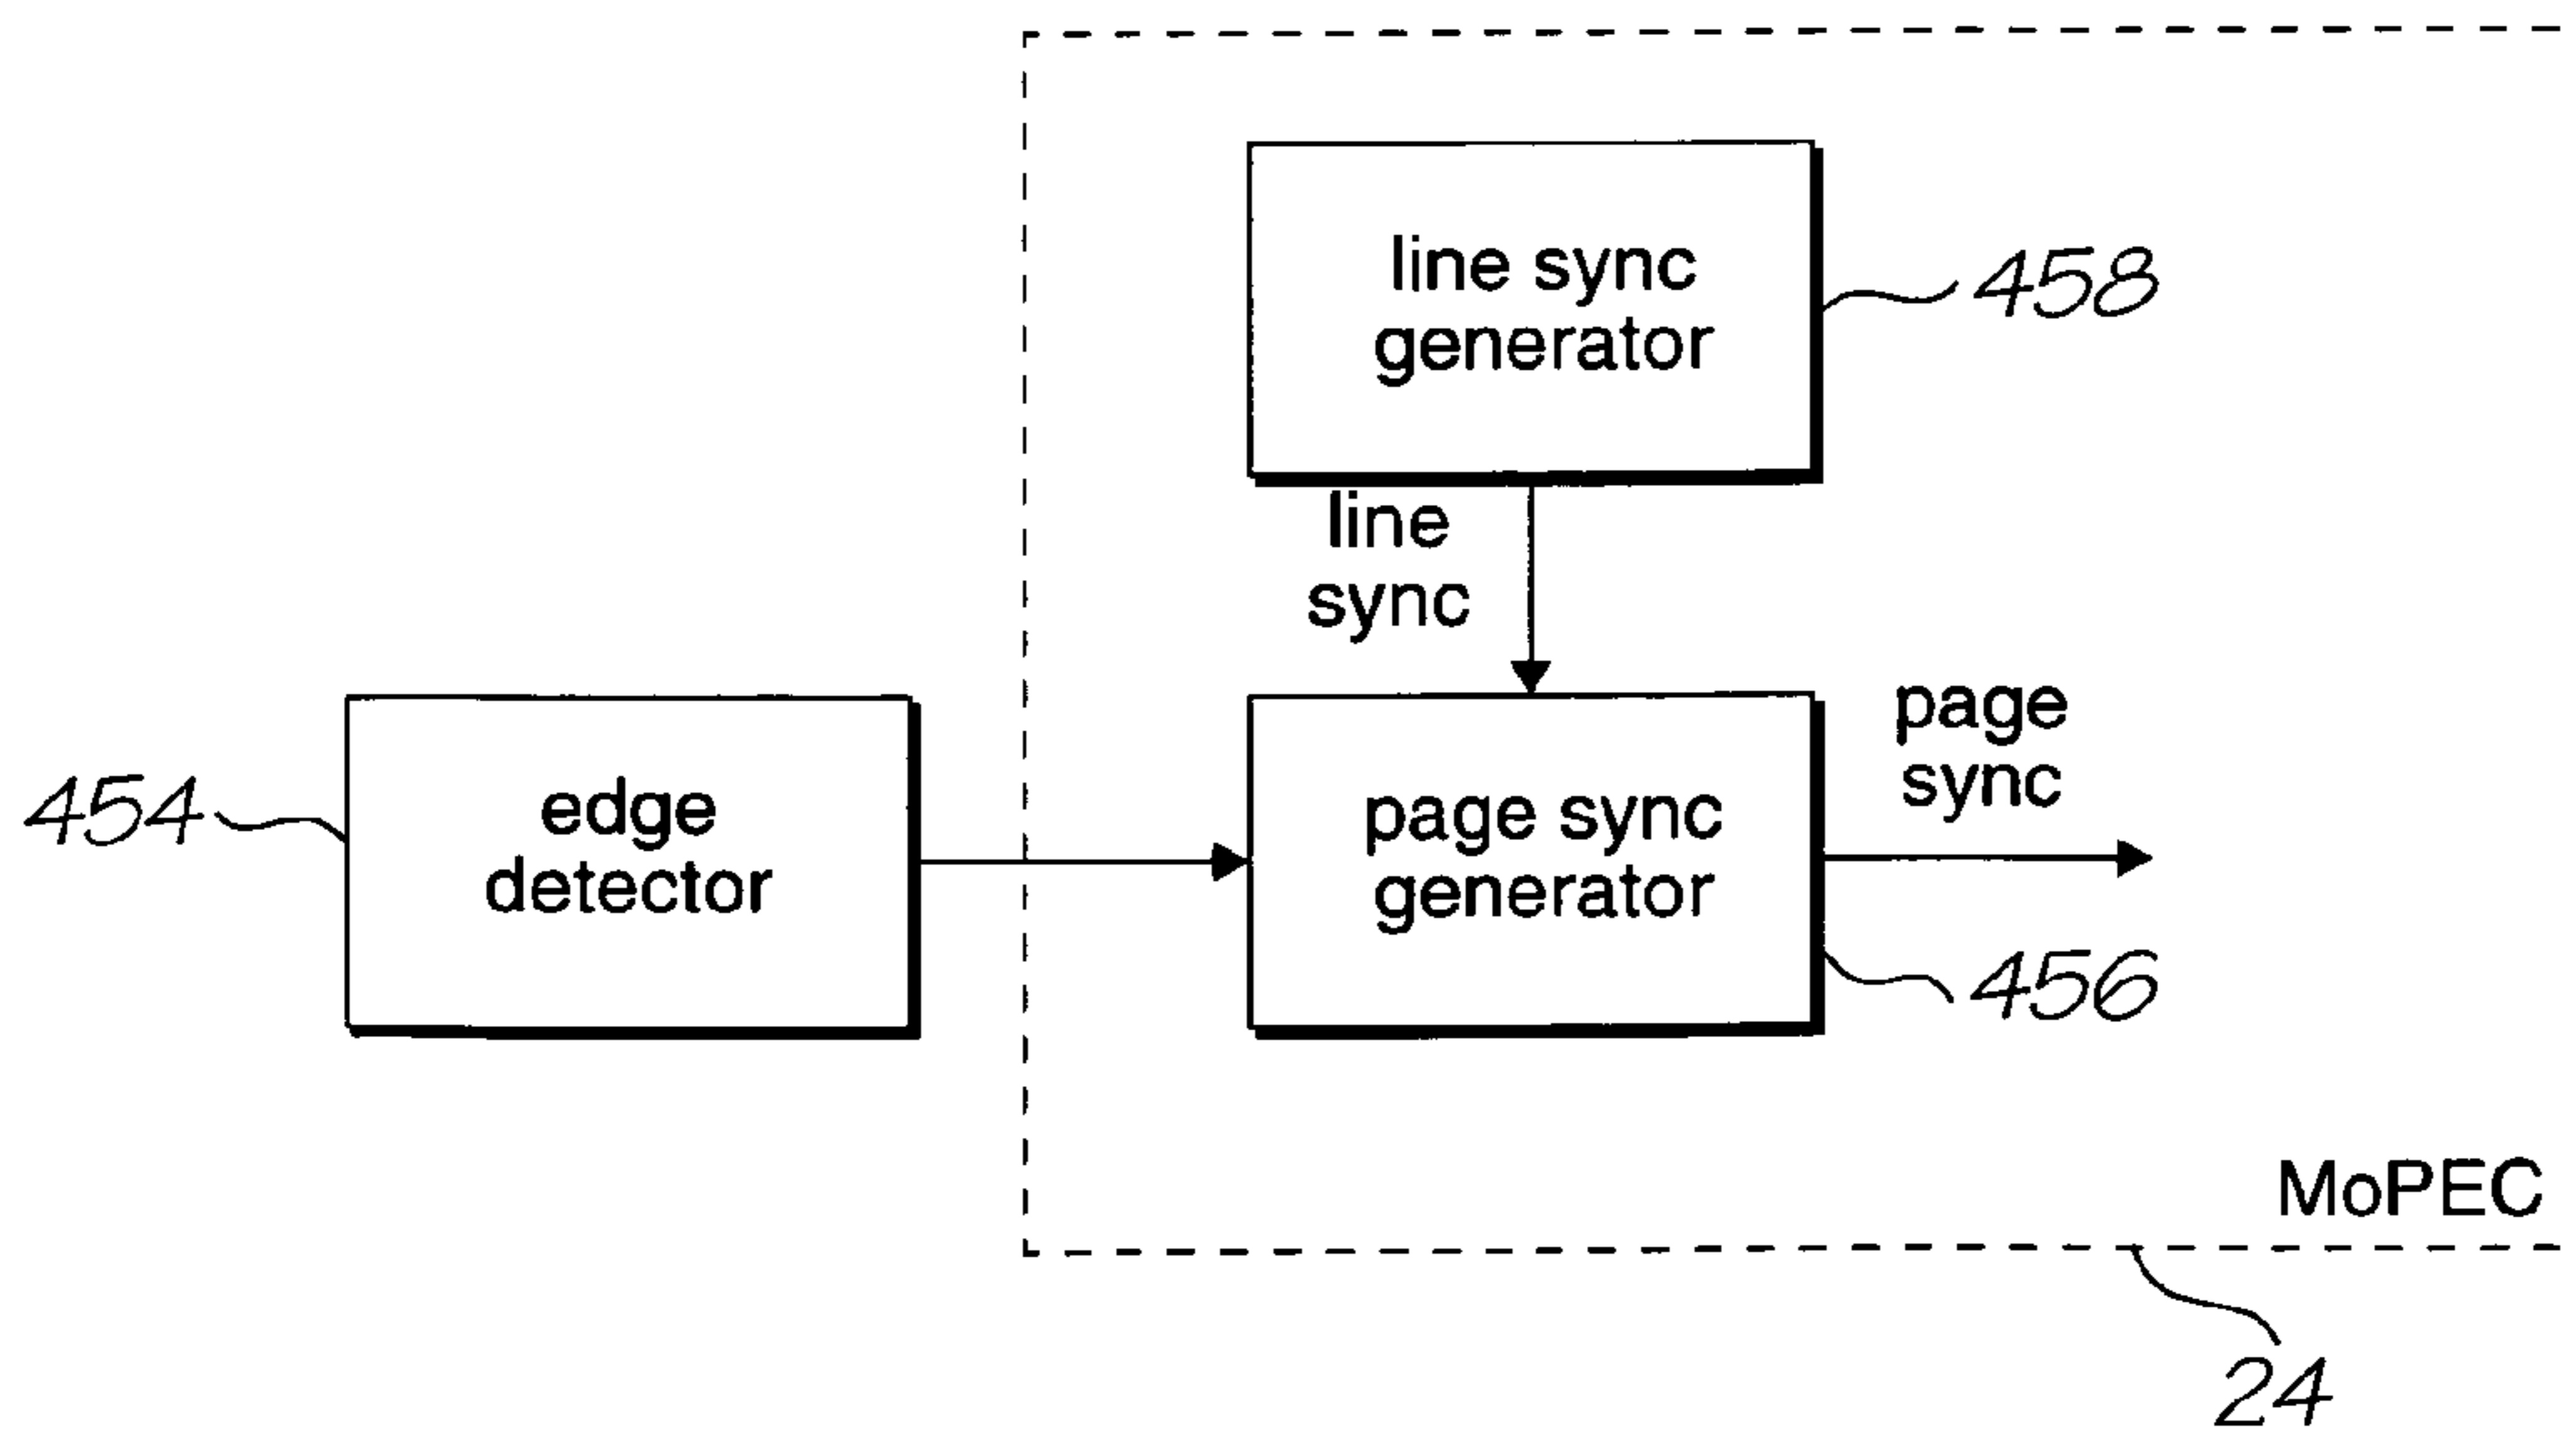 line sync
generator
458
line
sync
454
edge
detector
page sync
generator
page
sync
456
MoPEC
24